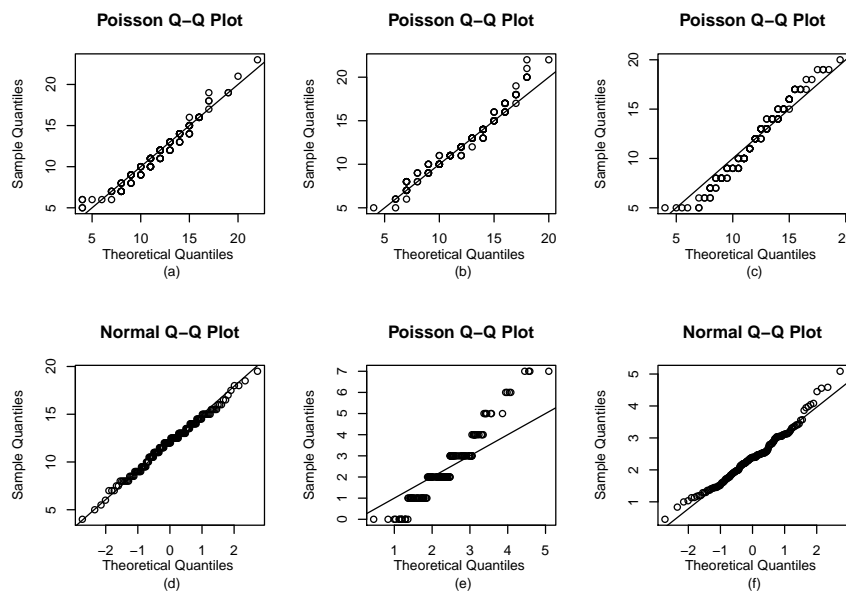 Poisson Q−Q Plot
Sample Quantiles
20
15
10
5
5 10 15 20
Theoretical Quantiles
(a)
Poisson Q−Q Plot
Sample Quantiles
20
15
10
5
5 10 15 20
Theoretical Quantiles
(b)
Poisson Q−Q Plot
Sample Quantiles
20
15
10
5
5 10 15 20
Theoretical Quantiles
(c)
Normal Q−Q Plot
Sample Quantiles
20
15
10
5
−2 −1 0 1 2
Theoretical Quantiles
(d)
Poisson Q−Q Plot
Sample Quantiles
7
6
5
4
3
2
1
0
1 2 3 4 5
Theoretical Quantiles
(e)
Normal Q−Q Plot
Sample Quantiles
5
4
3
2
1
−2 −1 0 1 2
Theoretical Quantiles
(f)